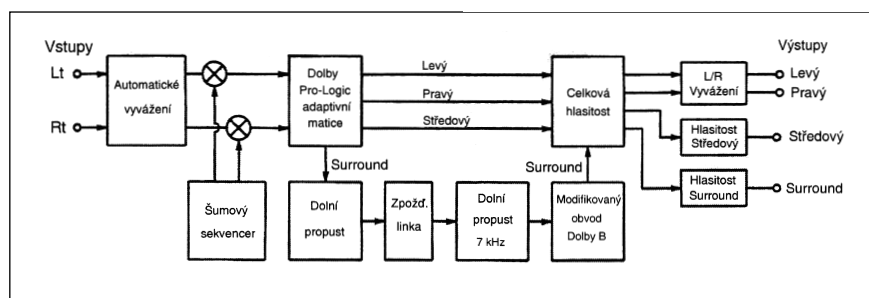 Vstupy
Lt
Rt
Automatické
vyvážení
Šumový
sekvencer
Dolby
Pro-Logic
adaptivní
matice
Levý
Pravý
Středový
Surround
Dolní
propust
Zpožď.
linka
Dolní
propust
7 kHz
Modifikovaný
obvod
Dolby B
Surround
Celková
hlasitost
L/R
Vyvážení
Hlasitost
Středový
Hlasitost
Surround
Výstupy
Levý
Pravý
Středový
Surround